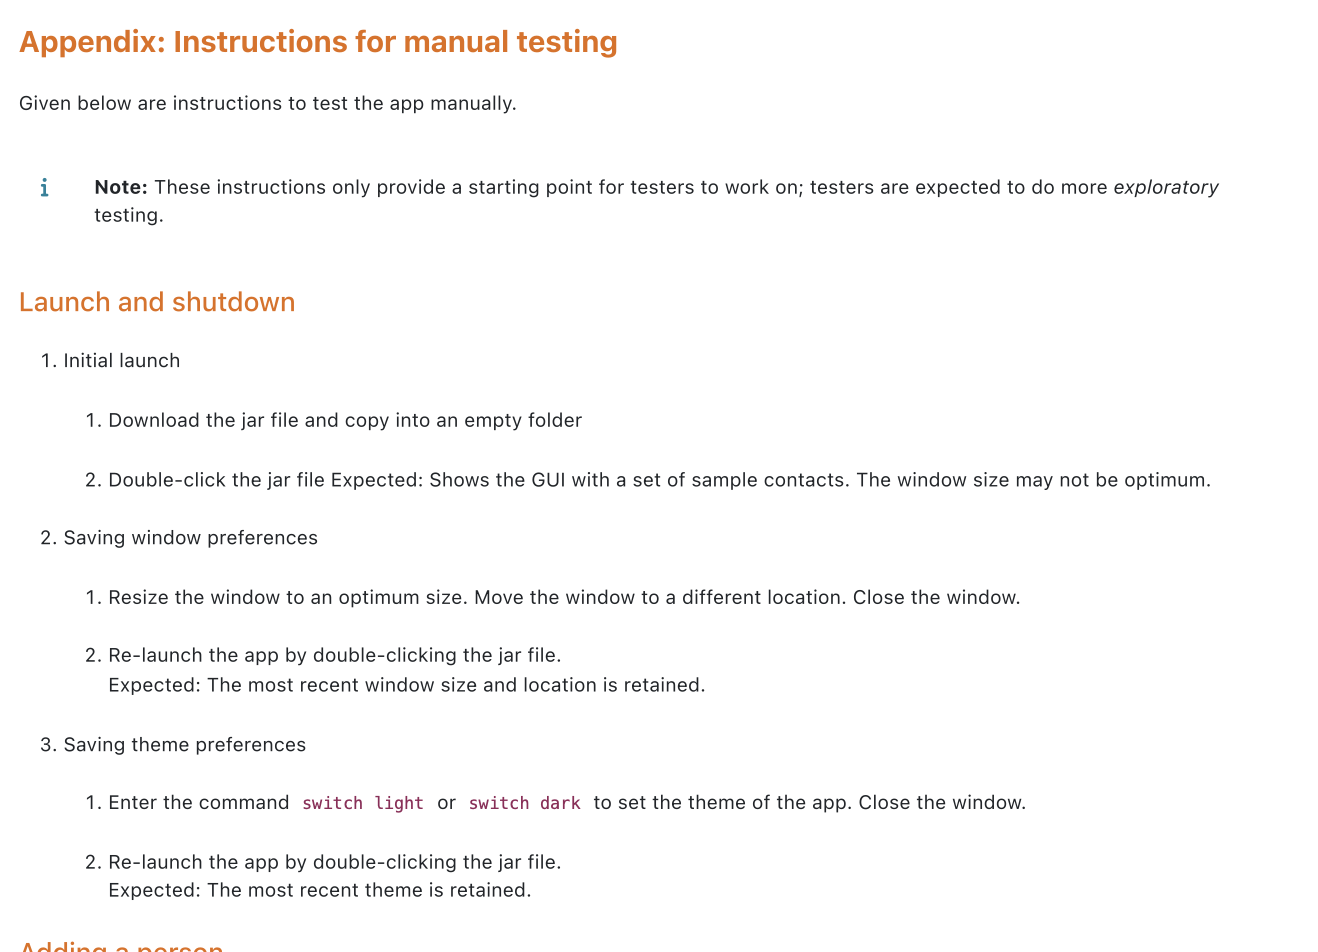 Appendix: Instructions for manual testing
Given below are instructions to test the app manually.
Note: These instructions only provide a starting point for testers to work on; testers are expected to do more exploratory
testing.
Launch and shutdown
1. Initial launch
1. Download the jar file and copy into an empty folder
2. Double-click the jar file Expected: Shows the GUI with a set of sample contacts. The window size may not be optimum.
2. Saving window preferences
1. Resize the window to an optimum size. Move the window to a different location. Close the window.
2. Re-launch the app by double-clicking the jar file.
Expected: The most recent window size and location is retained.
3. Saving theme preferences
1. Enter the command switch light or switch dark to set the theme of the app. Close the window.
2. Re-launch the app by double-clicking the jar file.
Expected: The most recent theme is retained.
Adding a person